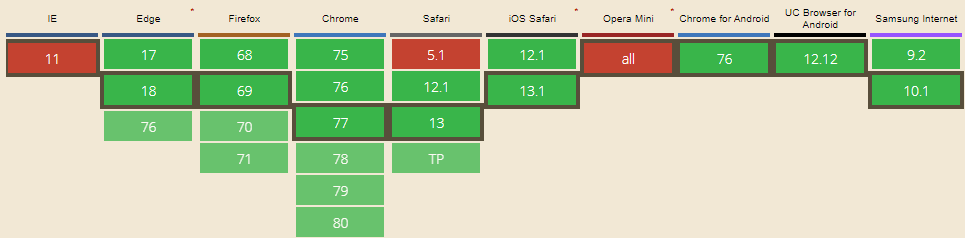 IE Edge * Firefox Chrome Safari iOS Safari * Opera Mini * Chrome for Android UC Browser for Android Samsung Internet
11 17 68 75 5.1 12.1 all 76 12.12 9.2
18 69 76 12.1 13.1 10.1
76 70 77 13
71 78 TP
79
80